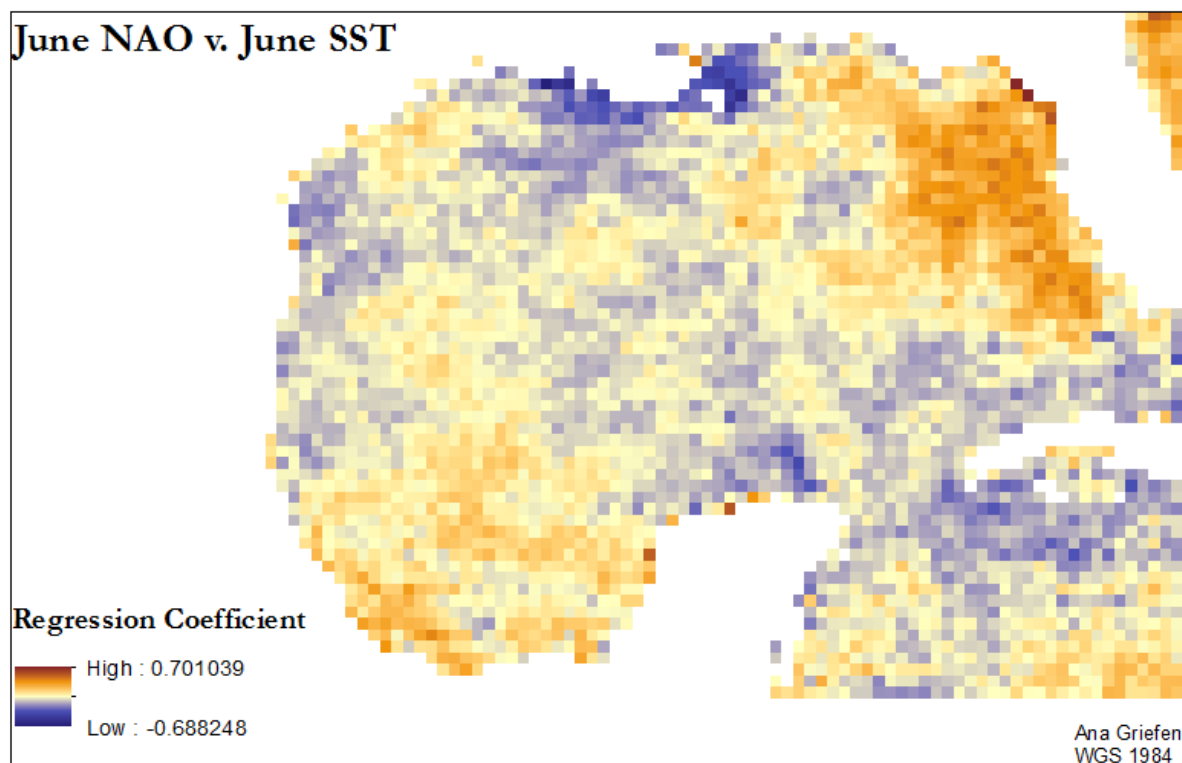 June NAO v. June SST
Regression Coefficient
High : 0.701039
Low : -0.688248
Ana Griefen
WGS 1984